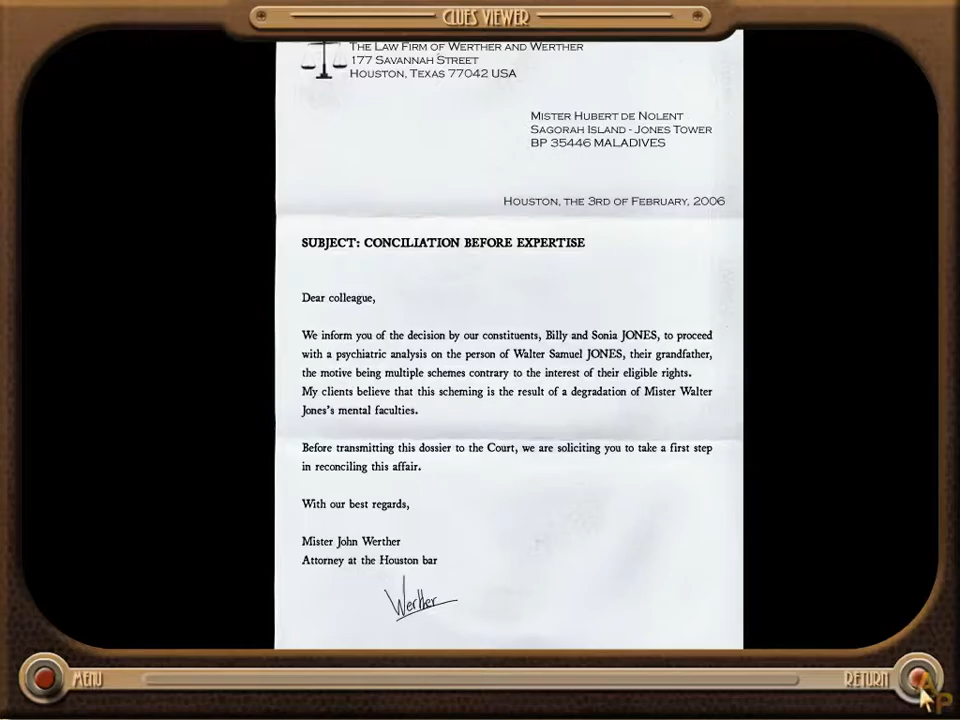 CLUES VIEWER
THE LAW FIRM OF WERTHER AND WERTHER
177 SAVANNAH STREET
HOUSTON, TEXAS 77042 USA
MISTER HUBERT DE NOLENT
SAGORAH ISLAND - JONES TOWER
BP 35446 MALADIVES
HOUSTON, THE 3RD OF FEBRUARY, 2006
SUBJECT: CONCILIATION BEFORE EXPERTISE
Dear colleague,
We inform you of the decision by our constituents, Billy and Sonia JONES, to proceed
with a psychiatric analysis on the person of Walter Samuel JONES, their grandfather,
the motive being multiple schemes contrary to the interest of their eligible rights.
My clients believe that this scheming is the result of a degradation of Mister Walter
Jones's mental faculties.
Before transmitting this dossier to the Court, we are soliciting you to take a first step
in reconciling this affair.
With our best regards,
Mister John Werther
Attorney at the Houston bar
Werther
MENU
RETURN
AP